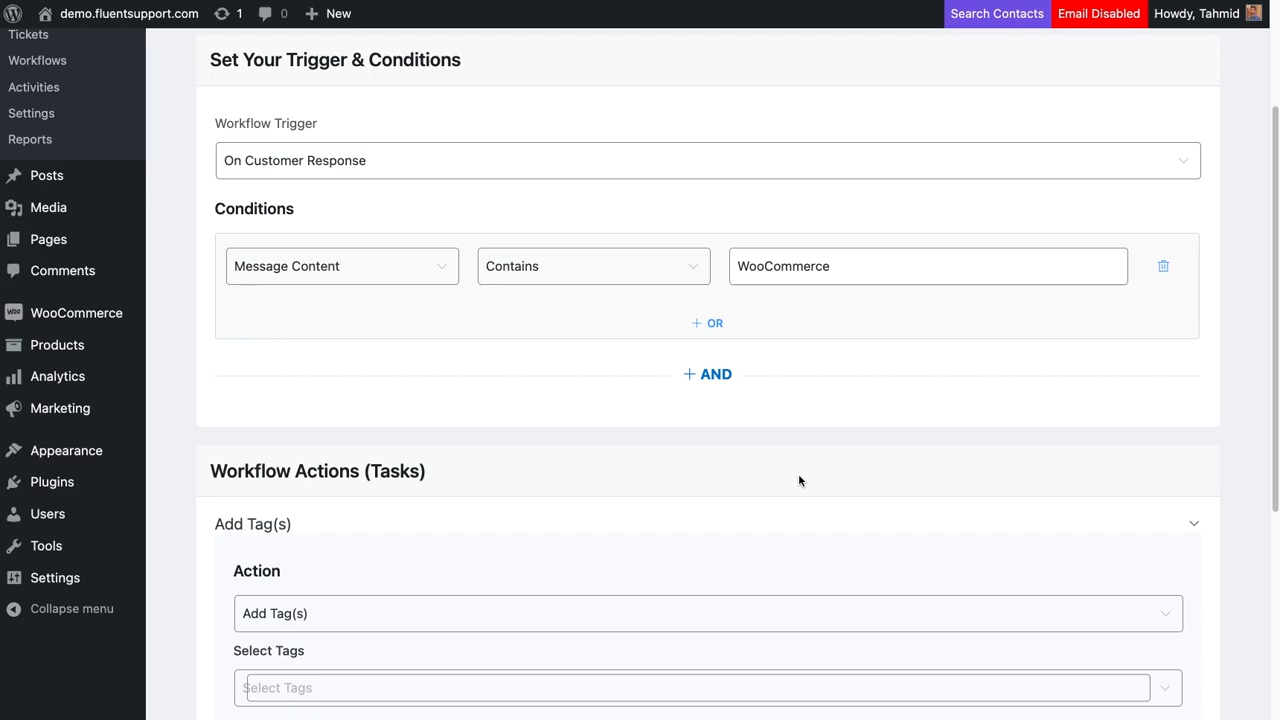 demo.fluentsupport.com 1 0 New Search Contacts Email Disabled Howdy, Tahmid
Tickets
Workflows
Activities
Settings
Reports
Posts
Media
Pages
Comments
Woo WooCommerce
Products
Analytics
Marketing
Appearance
Plugins
Users
Tools
Settings
Collapse menu
Set Your Trigger & Conditions
Workflow Trigger
On Customer Response
Conditions
Message Content Contains WooCommerce
+ OR
+ AND
Workflow Actions (Tasks)
Add Tag(s)
Action
Add Tag(s)
Select Tags
Select Tags